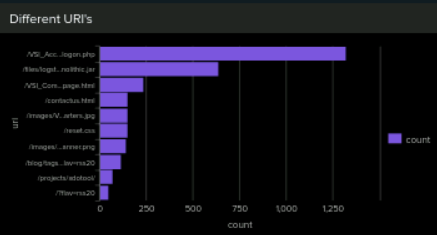 Different URI's
/VSI_Acc...logon.php
/files/logst...nolithic.jar
/VSI_Com...page.html
/contactus.html
/images/V...eters.jpg
/reset.css
/images/...anner.png
/blog/tags...lav=rss20
/projects/xdotool/
/?flav=rss20
uri
0 250 500 750 1,000 1,250
count
count